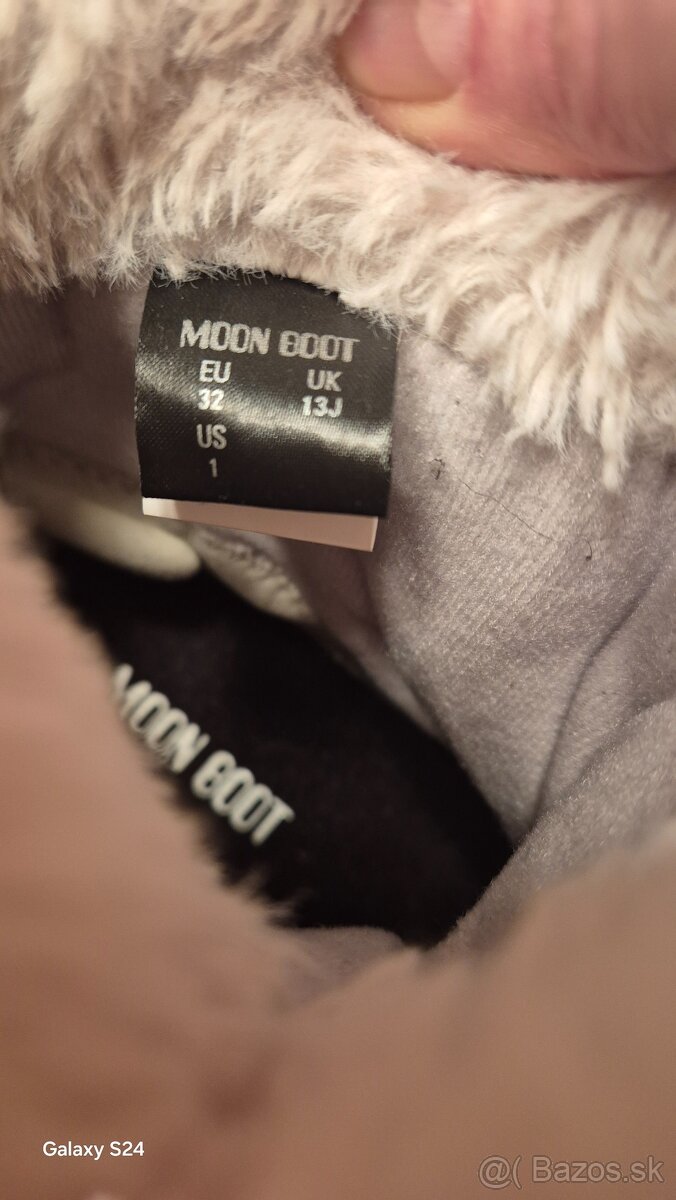 MOON BOOT
EU UK
32 13J
US
1
MOON BOOT
Galaxy S24
@( Bazos.sk